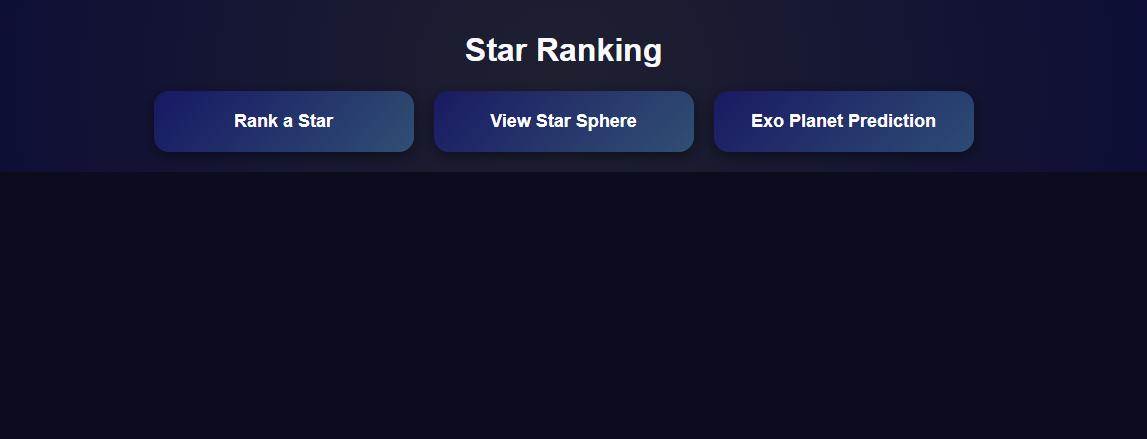 Star Ranking
Rank a Star
View Star Sphere
Exo Planet Prediction